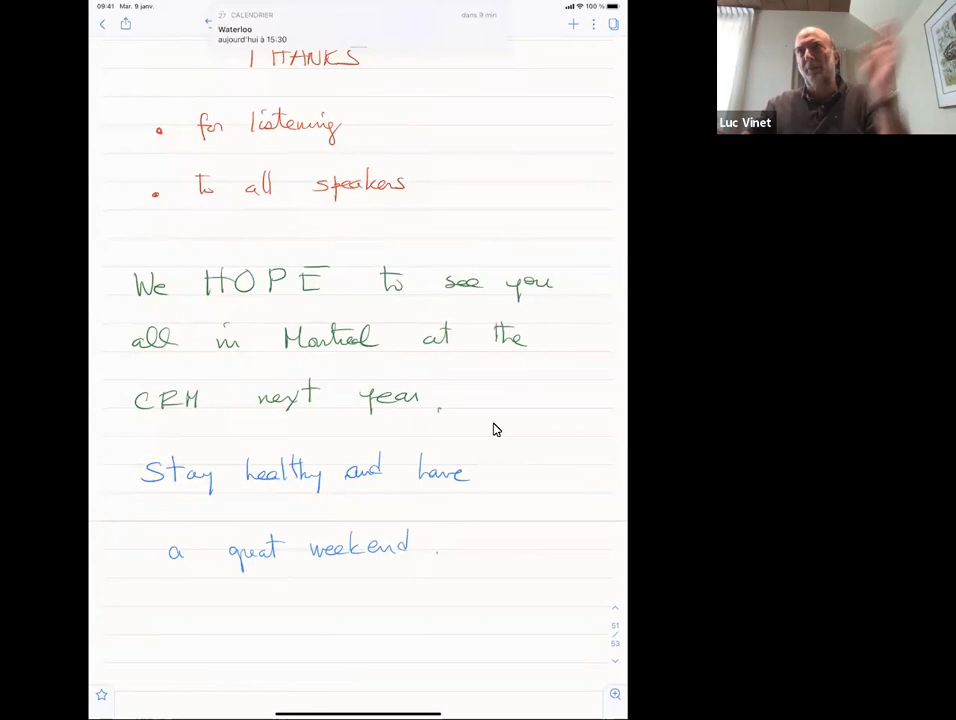 09:41 Mar. 9 janv.
100 %
CALENDRIER
dans 9 min
Waterloo
aujourd'hui à 15:30
THANKS
• for listening
• to all speakers
We HOPE to see you
all in Montreal at the
CRM next year.
Stay healthy and have
a great weekend.
51
/
53
Luc Vinet